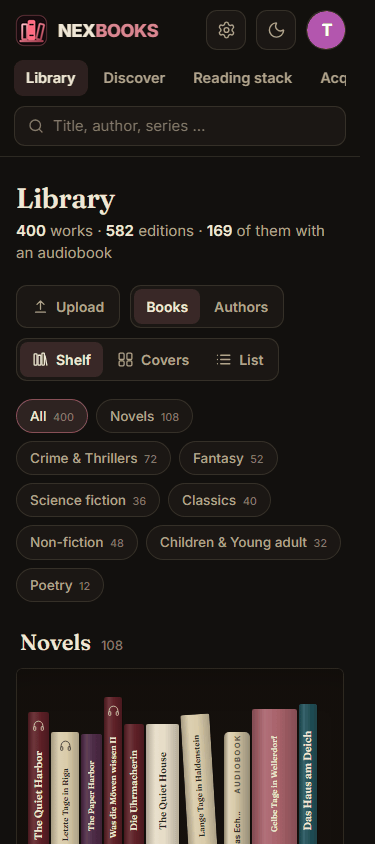 NEXBOOKS
T
Library Discover Reading stack Acq
Title, author, series ...
Library
400 works · 582 editions · 169 of them with
an audiobook
Upload Books Authors
Shelf Covers List
All 400 Novels 108
Crime & Thrillers 72 Fantasy 52
Science fiction 36 Classics 40
Non-fiction 48 Children & Young adult 32
Poetry 12
Novels 108
The Quiet Harbor
Letzte Tage in Riga
The Paper Harbor
Was die Möwen wissen II
Die Uhrmacherin
The Quiet House
Lange Tage in Haldenstein
as Ech... AUDIOBOOK
Gelbe Tage in Weilerdorf
Das Haus am Deich